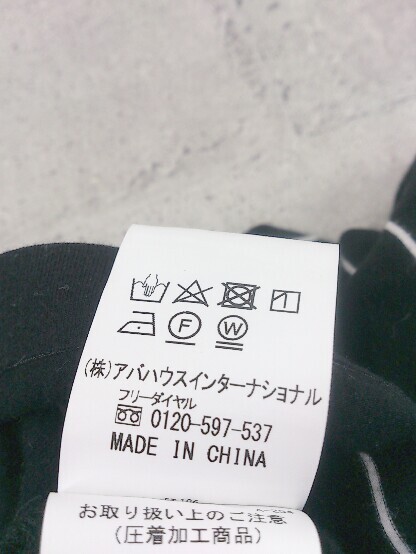 F W
(株)アバハウスインターナショナル
フリーダイヤル
0120-597-537
MADE IN CHINA
お取り扱い上のご注意
(圧着加工商品)